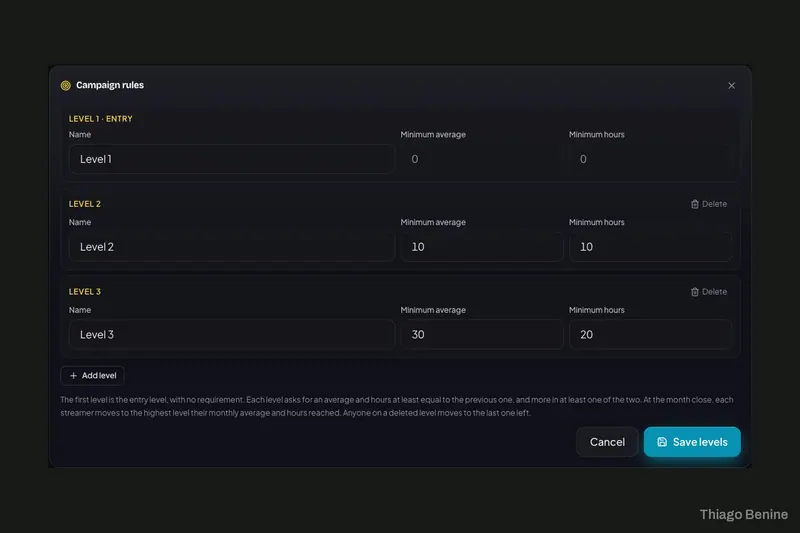 Campaign rules
LEVEL 1 · ENTRY
Name Minimum average Minimum hours
Level 1 0 0
LEVEL 2 Delete
Name Minimum average Minimum hours
Level 2 10 10
LEVEL 3 Delete
Name Minimum average Minimum hours
Level 3 30 20
+ Add level
The first level is the entry level, with no requirement. Each level asks for an average and hours at least equal to the previous one, and more in at least one of the two. At the month close, each
streamer moves to the highest level their monthly average and hours reached. Anyone on a deleted level moves to the last one left.
Cancel Save levels
Thiago Benine